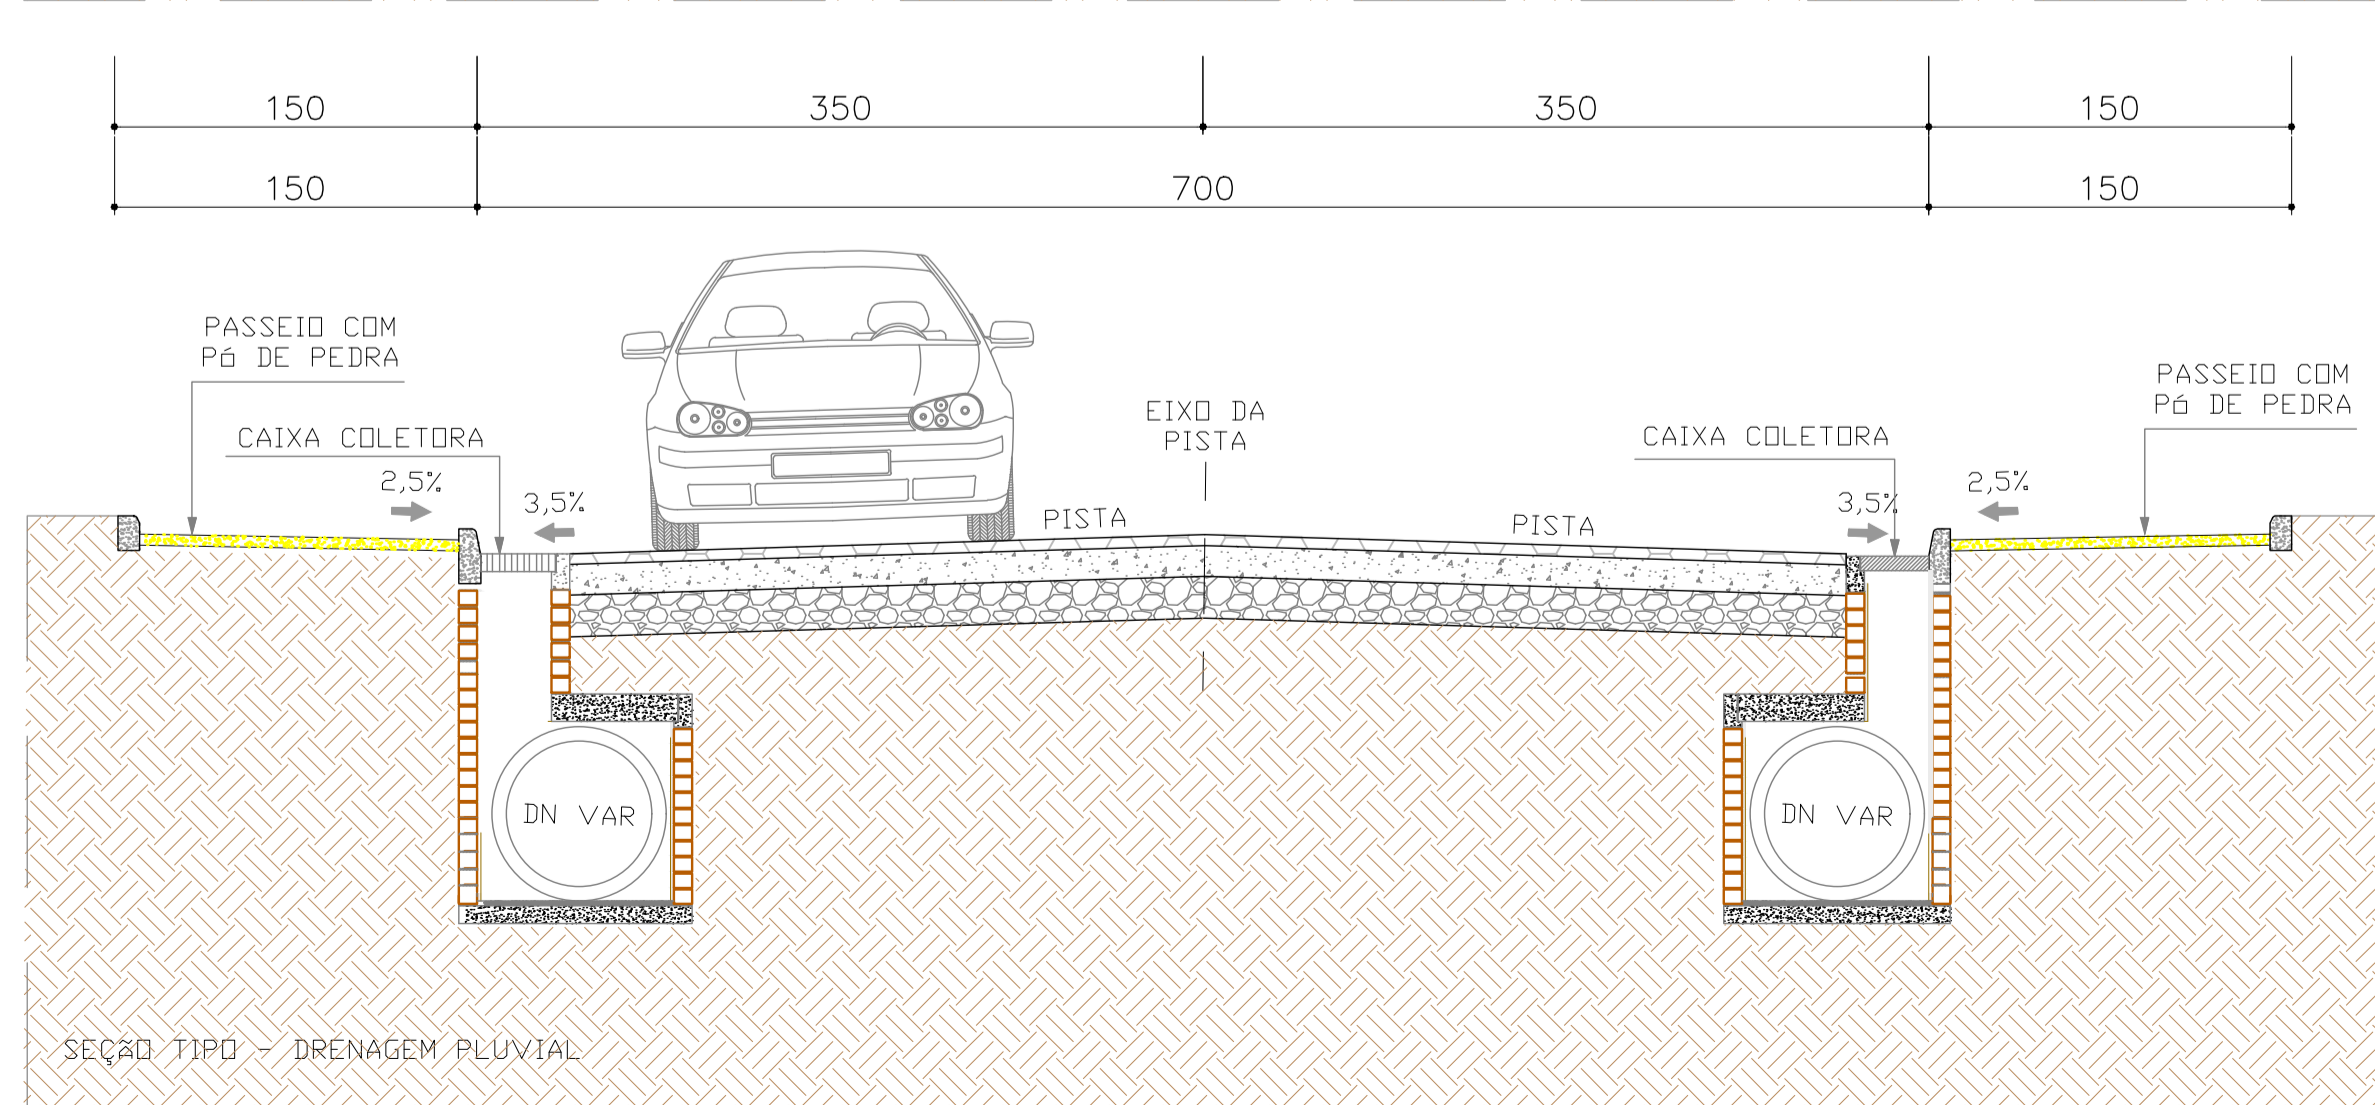 150 350 350 150
150 700 150
PASSEIO COM
Pó DE PEDRA
CAIXA COLETORA
2,5%
3,5%
EIXO DA
PISTA
PISTA
PISTA
CAIXA COLETORA
3,5%
2,5%
PASSEIO COM
Pó DE PEDRA
DN VAR
DN VAR
SEÇÃO TIPO - DRENAGEM PLUVIAL